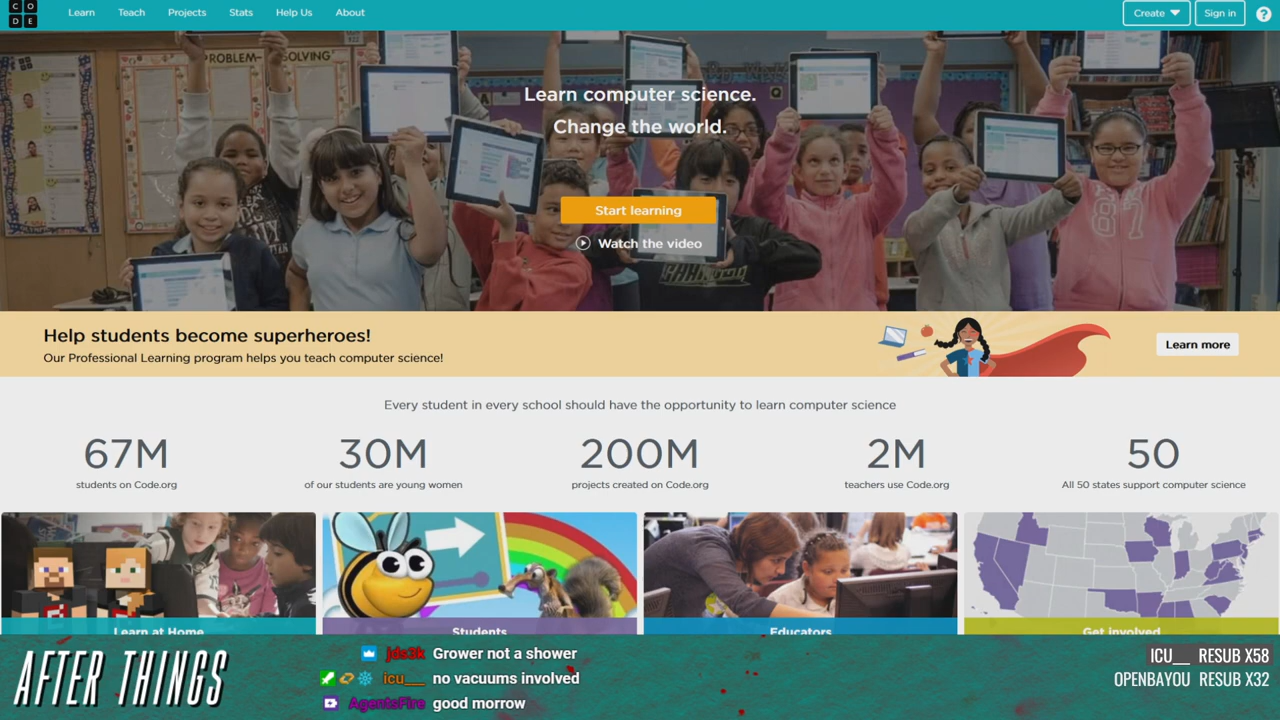 C O
D E
Learn
Teach
Projects
Stats
Help Us
About
Create
Sign in
?
PROBLEM-SOLVING
Learn computer science.
Change the world.
Start learning
Watch the video
87
Help students become superheroes!
Our Professional Learning program helps you teach computer science!
Learn more
Every student in every school should have the opportunity to learn computer science
67M
30M
200M
2M
50
students on Code.org
of our students are young women
projects created on Code.org
teachers use Code.org
All 50 states support computer science
Learn at Home
Students
Educators
Get involved
AFTER THINGS
jds3k Grower not a shower
icu__ no vacuums involved
AgentsFire good morrow
ICU__ RESUB X58
OPENBAYOU RESUB X32